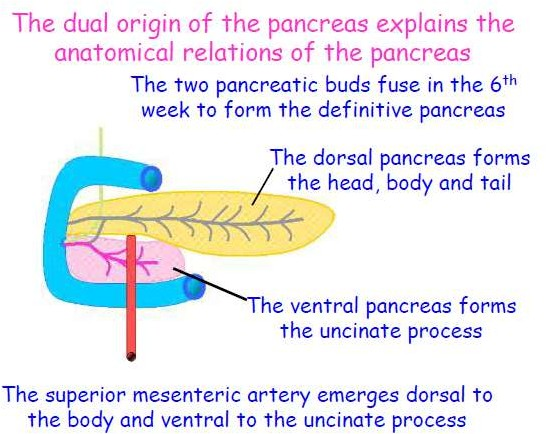 The dual origin of the pancreas explains the
anatomical relations of the pancreas
The two pancreatic buds fuse in the 6th
week to form the definitive pancreas
The dorsal pancreas forms
the head, body and tail
The ventral pancreas forms
the uncinate process
The superior mesenteric artery emerges dorsal to
the body and ventral to the uncinate process